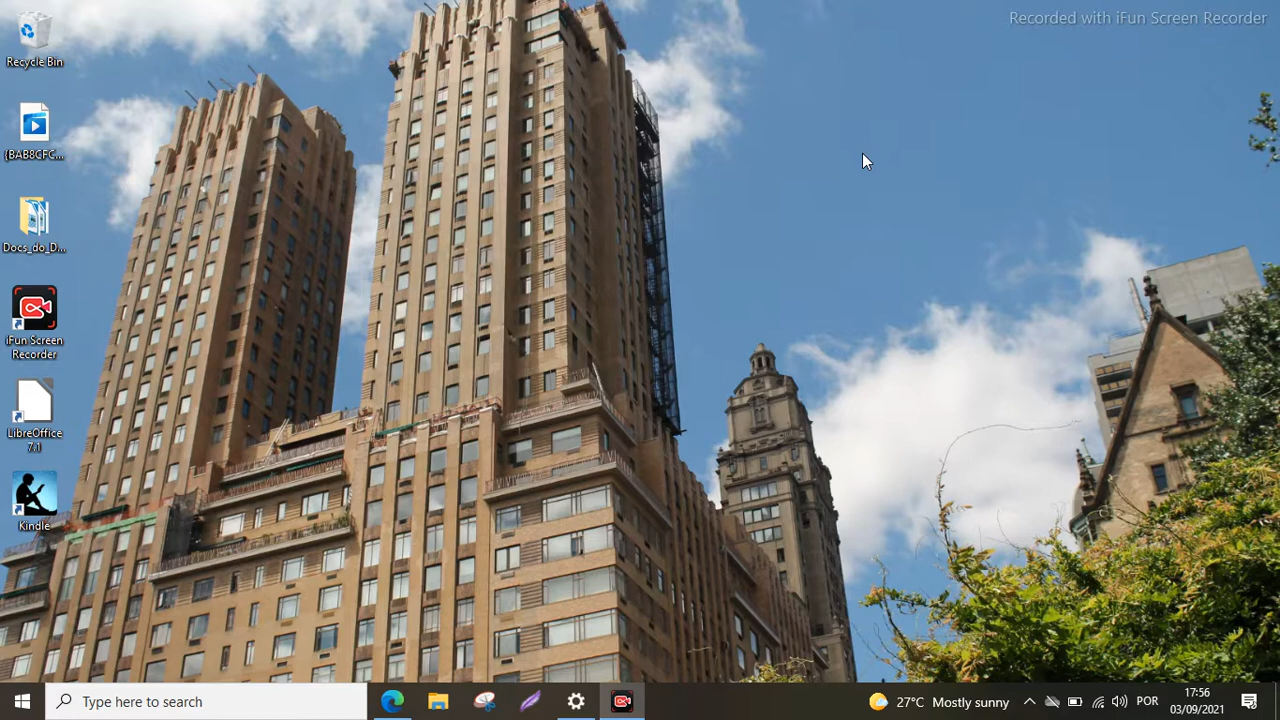 Recorded with iFun Screen Recorder
Recycle Bin
{BAB8CFC...
Docs_do_D...
iFun Screen
Recorder
LibreOffice
7.1
Kindle
Type here to search
27°C Mostly sunny
POR
17:56
03/09/2021